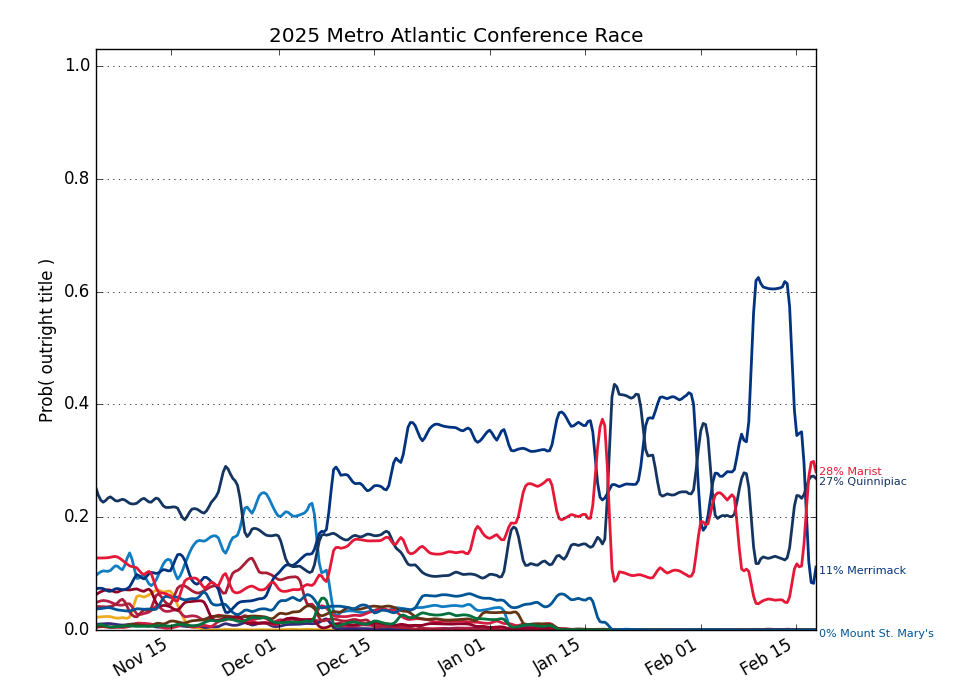 2025 Metro Atlantic Conference Race
Prob( outright title )
1.0
0.8
0.6
0.4
0.2
0.0
28% Marist
27% Quinnipiac
11% Merrimack
0% Mount St. Mary's
Nov 15
Dec 01
Dec 15
Jan 01
Jan 15
Feb 01
Feb 15